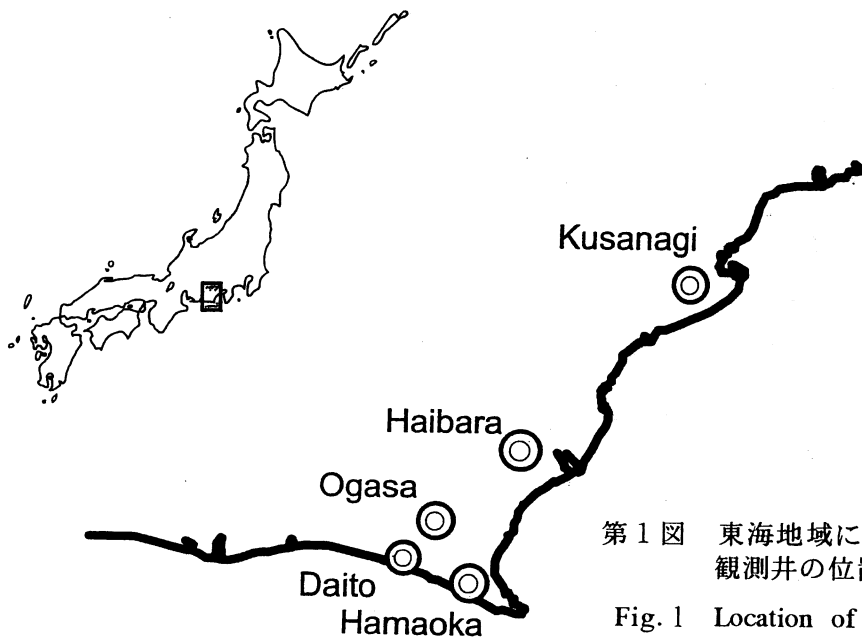 Kusanagi
Haibara
Ogasa
Daito
Hamaoka
第1図 東海地域に
観測井の位置
Fig. 1 Location of